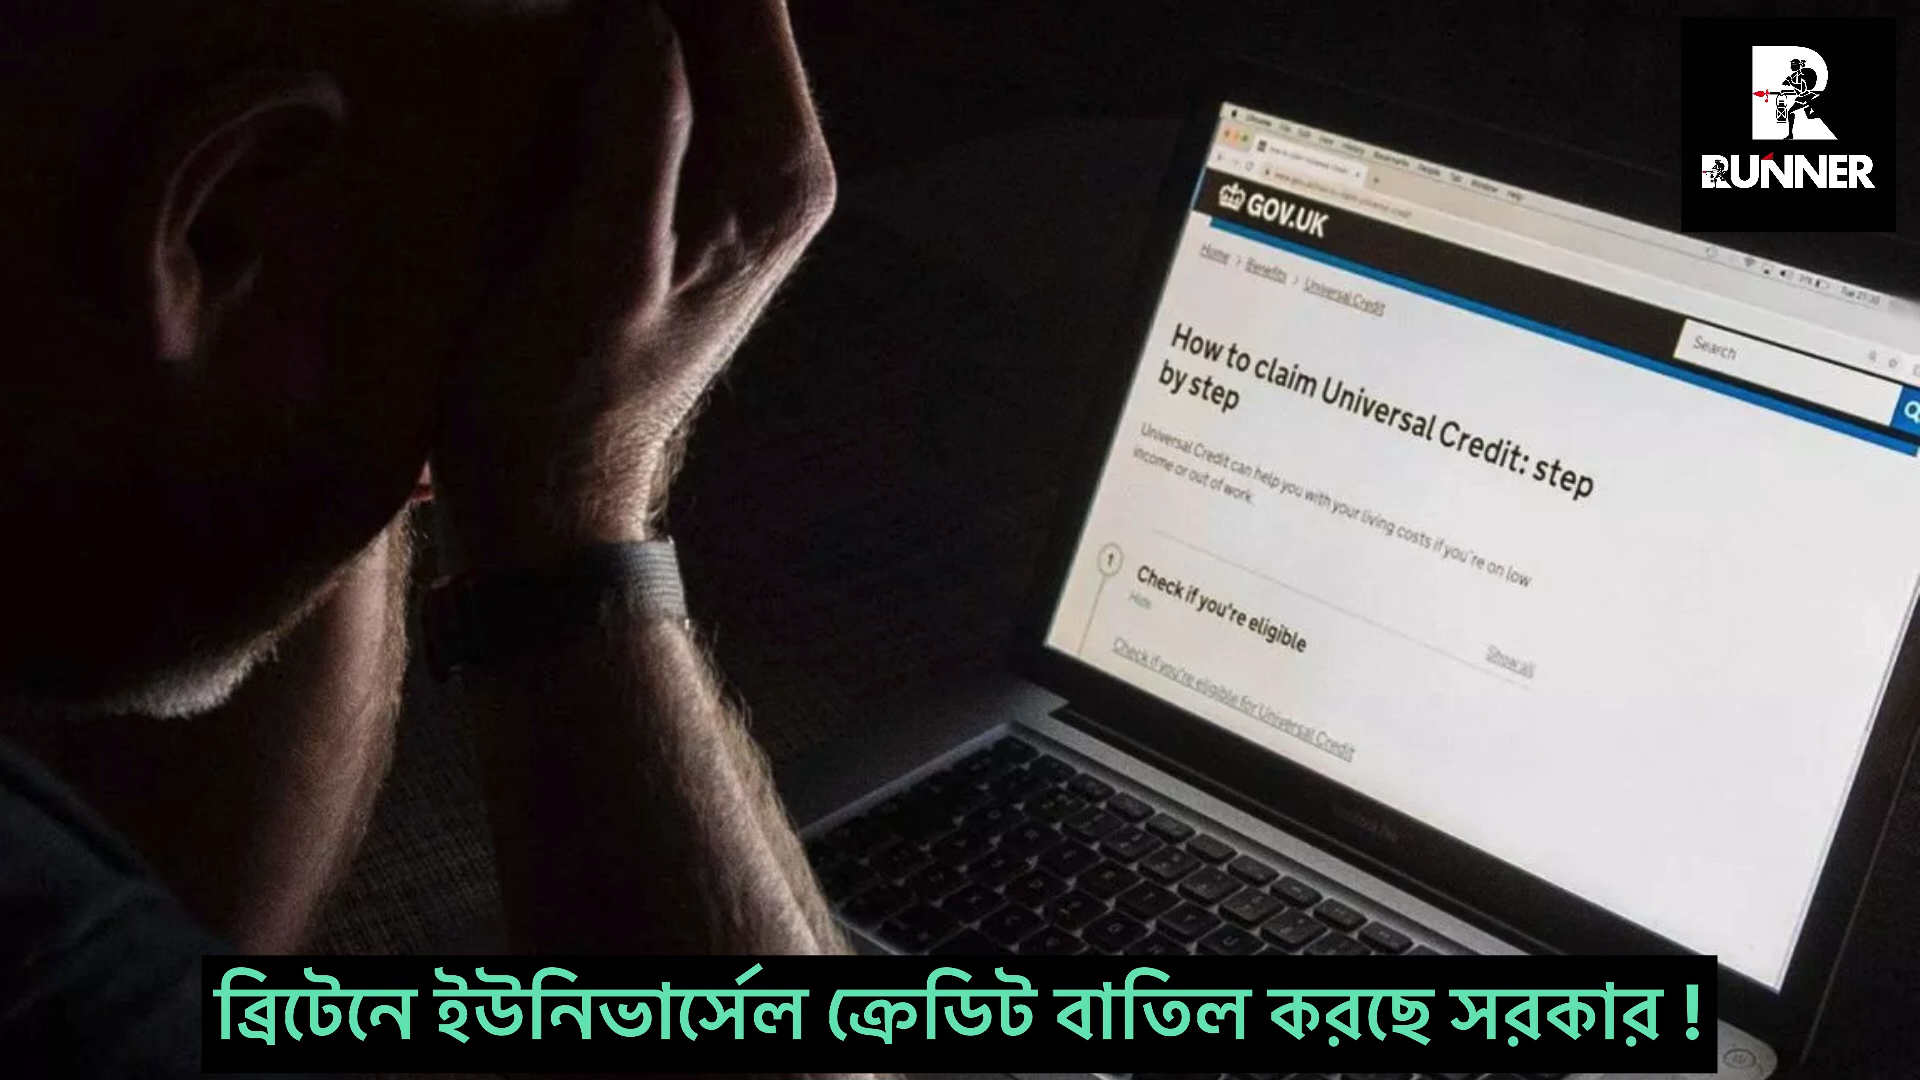 RUNNER
GOV.UK
Home > Benefits > Universal Credit
Search
How to claim Universal Credit: step
by step
Universal Credit can help you with your living costs if you're on low
income or out of work.
1
Check if you're eligible
Hide
Show all
Check if you're eligible for Universal Credit
ব্রিটেনে ইউনিভার্সেল ক্রেডিট বাতিল করছে সরকার !